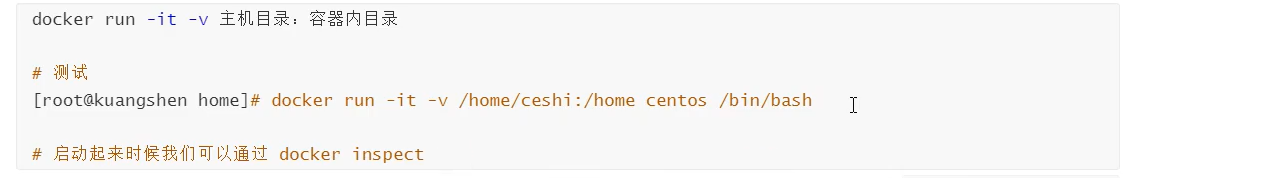 docker run -it -v 主机目录：容器内目录
# 测试
[root@kuangshen home]# docker run -it -v /home/ceshi:/home centos /bin/bash
# 启动起来时候我们可以通过 docker inspect